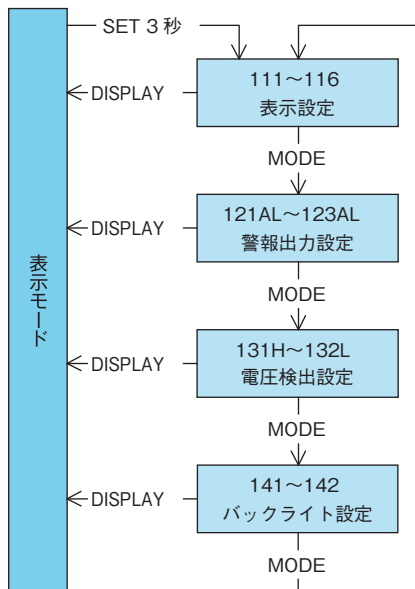 SET 3 秒
111～116
表示設定
DISPLAY
MODE
121AL～123AL
警報出力設定
DISPLAY
MODE
表示モード
131H～132L
電圧検出設定
DISPLAY
MODE
141～142
バックライト設定
DISPLAY
MODE